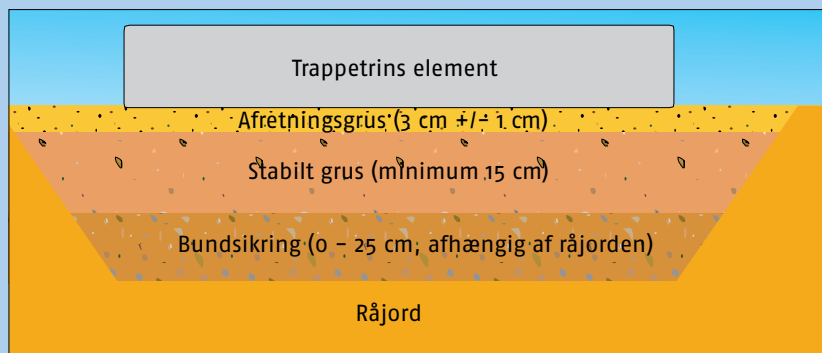 Trappetrins element
Afretningsgrus (3 cm +/- 1 cm)
Stabilt grus (minimum 15 cm)
Bundsikring (0 - 25 cm, afhængig af råjorden)
Råjord